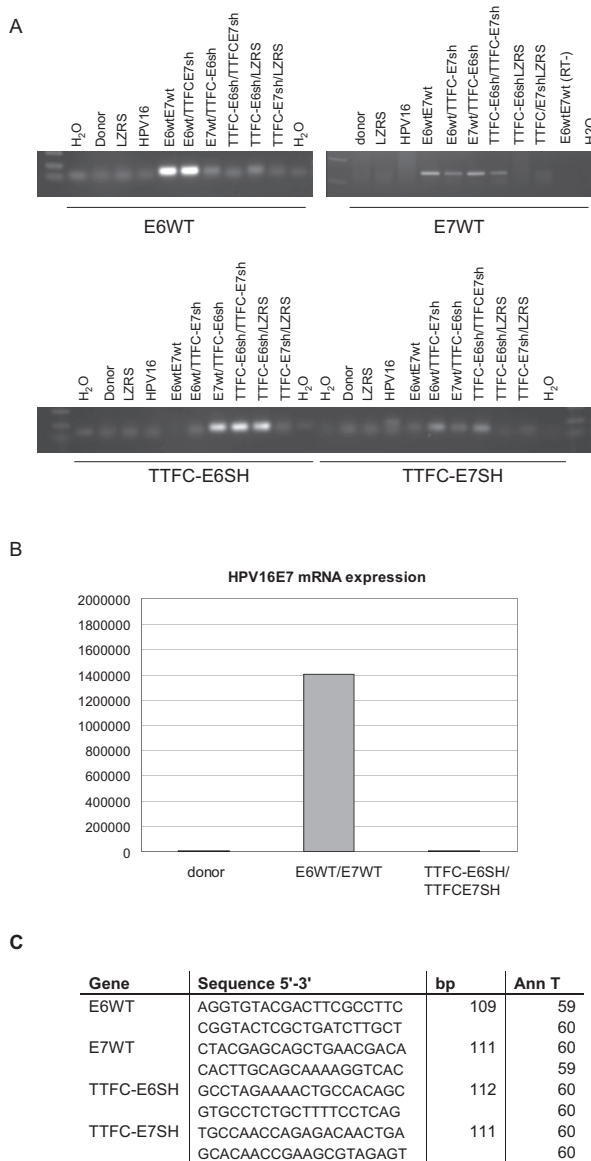 A
H2O
Donor
LZRS
HPV16
E6wtE7wt
E6wt/TTFCE7sh
E7wt/TTFC-E6sh
TTFC-E6sh/TTFCE7sh
TTFC-E6sh/LZRS
TTFC-E7sh/LZRS
H2O
E6WT
donor
LZRS
HPV16
E6wtE7wt
E6wt/TTFC-E7sh
E7wt/TTFC-E6sh
TTFC-E6sh/TTFC-E7sh
TTFC-E6shLZRS
TTFC/E7shLZRS
E6wtE7wt (RT-)
H2O
E7WT
H2O
Donor
LZRS
HPV16
E6wtE7wt
E6wt/TTFC-E7sh
E7wt/TTFC-E6sh
TTFC-E6sh/TTFC-E7sh
TTFC-E6sh/LZRS
TTFC-E7sh/LZRS
H2O
TTFC-E6SH
H2O
Donor
LZRS
HPV16
E6wtE7wt
E6wt/TTFC-E7sh
E7wt/TTFC-E6sh
TTFC-E6sh/TTFCE7sh
TTFC-E6sh/LZRS
TTFC-E7sh/LZRS
H2O
TTFC-E7SH
B
HPV16E7 mRNA expression
2000000
1800000
1600000
1400000
1200000
1000000
800000
600000
400000
200000
0
donor
E6WT/E7WT
TTFC-E6SH/
TTFCE7SH
C
Gene Sequence 5'-3' bp Ann T
E6WT AGGTGTACGACTTCGCCTTC 109 59
CGGTACTCGCTGATCTTGCT 60
E7WT CTACGAGCAGCTGAACGACA 111 60
CACTTGCAGCAAAAGGTCAC 59
TTFC-E6SH GCCTAGAAAACTGCCACAGC 112 60
GTGCCTCTGCTTTTCCTCAG 60
TTFC-E7SH TGCCAACCAGAGACAACTGA 111 60
GCACAACCGAAGCGTAGAGT 60